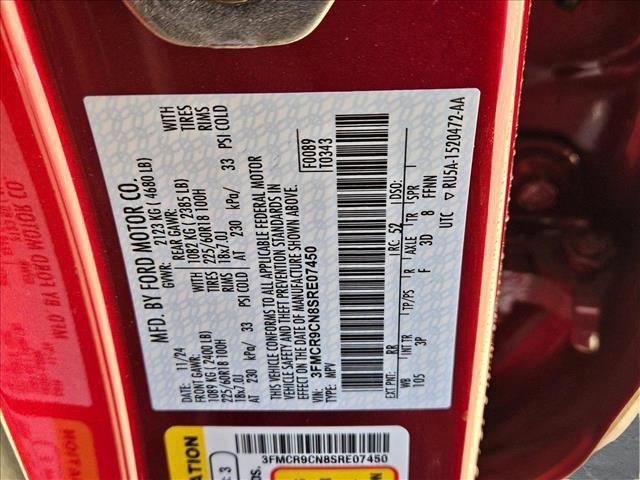 MFD. BY FORD MOTOR CO.
11/24 GVWR: 2123 KG ( 4680 LB)
FRONT GAWR: REAR GAWR:
1089 KG ( 2400 LB) 1082 KG ( 2385 LB) WITH
225/60R18 100H TIRES 225/60R18 100H TIRES
18x7.0J RIMS 18x7.0J RIMS
AT 230 kPa/ 33 PSI COLD AT 230 kPa/ 33 PSI COLD
THIS VEHICLE CONFORMS TO ALL APPLICABLE FEDERAL MOTOR
VEHICLE SAFETY AND THEFT PREVENTION STANDARDS IN
EFFECT ON THE DATE OF MANUFACTURE SHOWN ABOVE.
F0089
T0343
VIN: 3FMCR9CN8SRE07450
TYPE: MPV
EXT PNT: RR RC: 52 DSO:
WB INT TR TP/PS R AXLE TR SPR
105 3P F 3D 8 FFNN
UTC RU5A-1520472-AA
3FMCR9CN8SRE07450